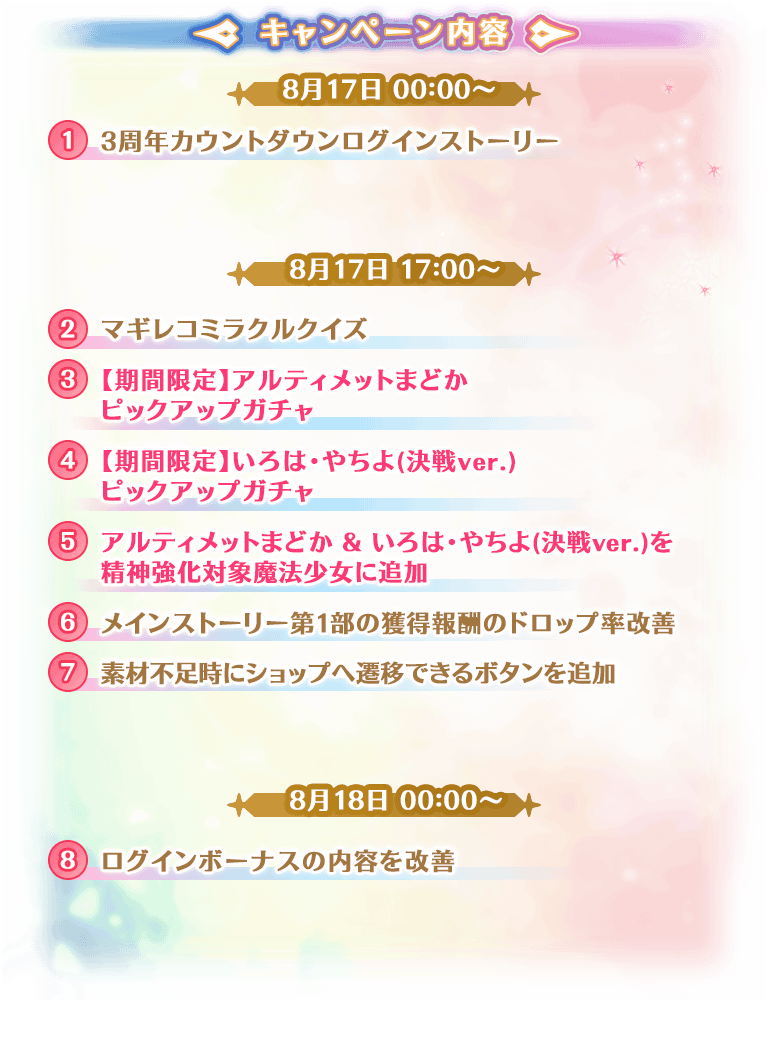 キャンペーン内容
8月17日 00:00～
1 3周年カウントダウンログインストーリー
8月17日 17:00～
2 マギレコミラクルクイズ
3 【期間限定】アルティメットまどか
ピックアップガチャ
4 【期間限定】いろは・やちよ(決戦ver.)
ピックアップガチャ
5 アルティメットまどか & いろは・やちよ(決戦ver.)を
精神強化対象魔法少女に追加
6 メインストーリー第1部の獲得報酬のドロップ率改善
7 素材不足時にショップへ遷移できるボタンを追加
8月18日 00:00～
8 ログインボーナスの内容を改善